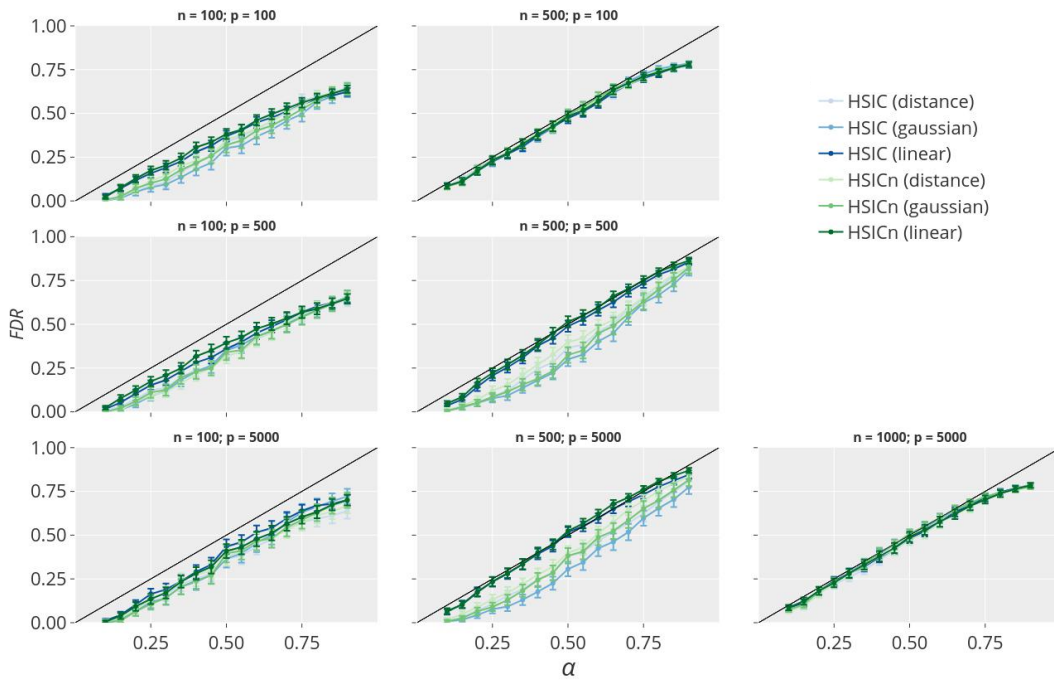 n = 100; p = 100
n = 500; p = 100
1.00
0.75
0.50
0.25
0.00
HSIC (distance)
HSIC (gaussian)
HSIC (linear)
HSICn (distance)
HSICn (gaussian)
HSICn (linear)
n = 100; p = 500
n = 500; p = 500
1.00
0.75
0.50
0.25
0.00
FDR
n = 100; p = 5000
n = 500; p = 5000
n = 1000; p = 5000
1.00
0.75
0.50
0.25
0.00
0.25 0.50 0.75
0.25 0.50 0.75
0.25 0.50 0.75
α